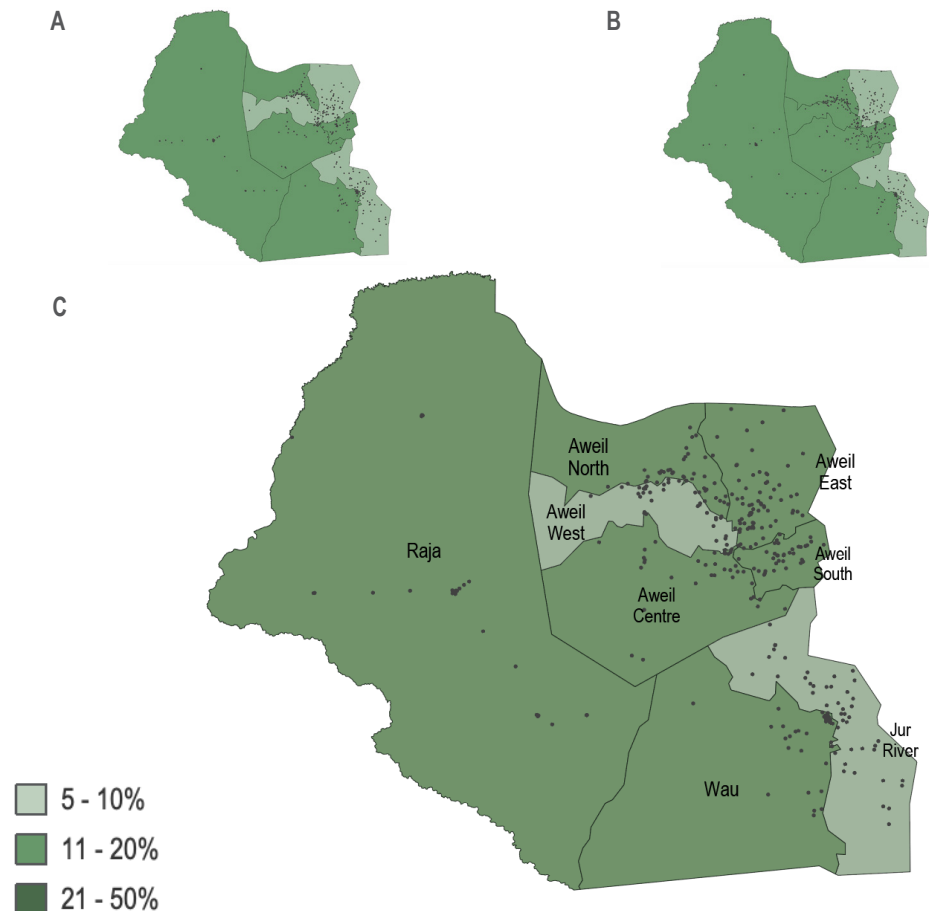 A
B
C
Aweil
North
Aweil
East
Aweil
West
Raja
Aweil
South
Aweil
Centre
Jur
River
Wau
5 - 10%
11 - 20%
21 - 50%